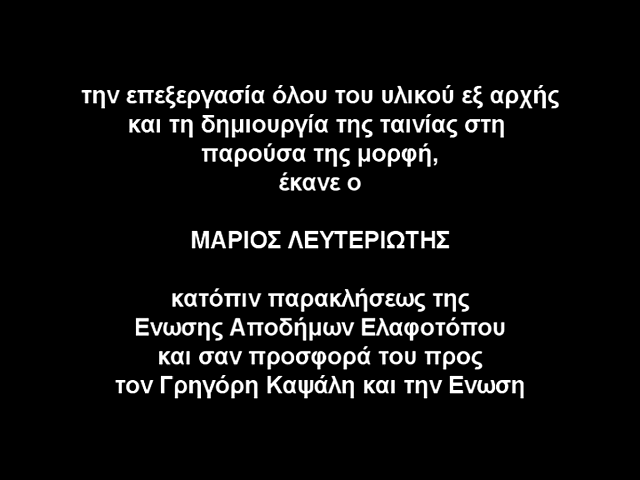 την επεξεργασία όλου του υλικού εξ αρχής
και τη δημιουργία της ταινίας στη
παρούσα της μορφή,
έκανε ο
ΜΑΡΙΟΣ ΛΕΥΤΕΡΙΩΤΗΣ
κατόπιν παρακλήσεως της
Ενωσης Αποδήμων Ελαφοτόπου
και σαν προσφορά του προς
τον Γρηγόρη Καψάλη και την Ενωση